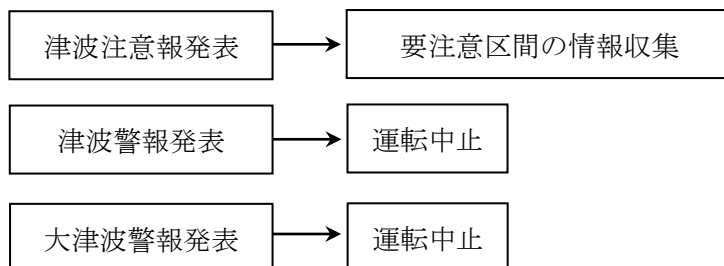 津波注意報発表
要注意区間の情報収集
津波警報発表
運転中止
大津波警報発表
運転中止